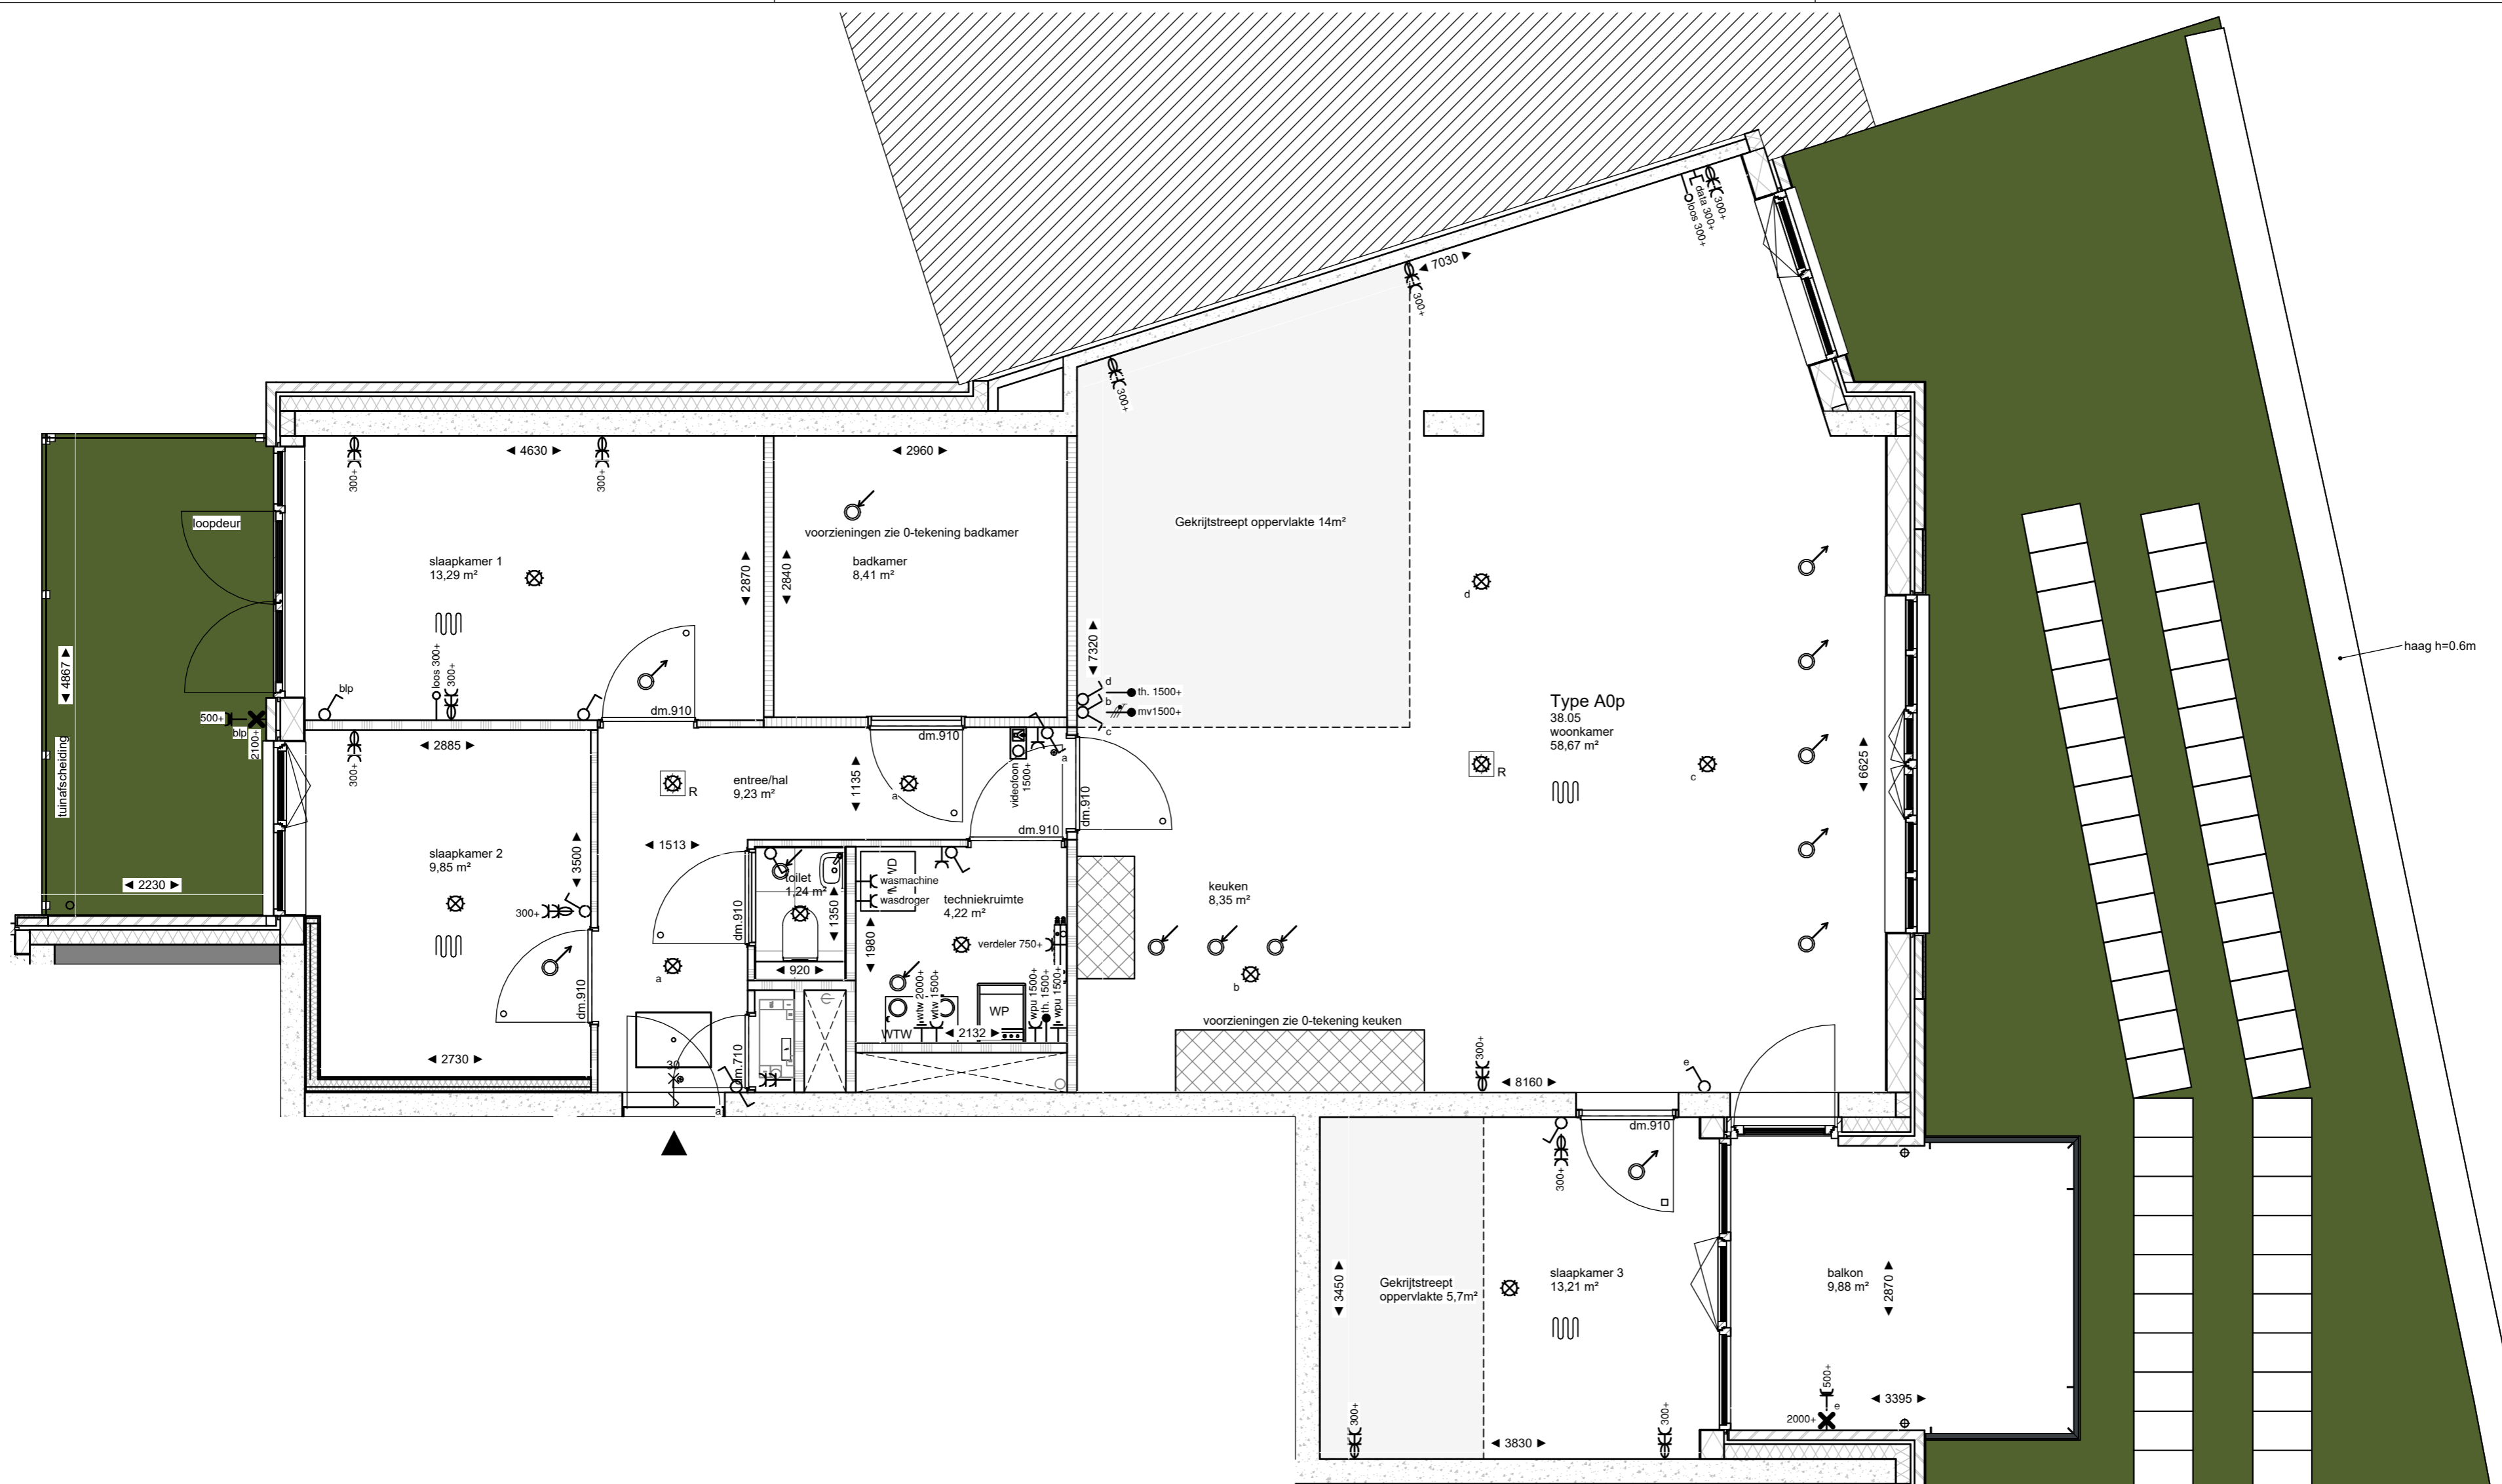 7030
300+
data 300+
loos 300+
300+
300+
4630
2960
300+
300+
loopdeur
voorzieningen zie 0-tekening badkamer
Gekrijtstreept oppervlakte 14m²
slaapkamer 1
13,29 m²
badkamer
8,41 m²
2870
2840
d
7320
haag h=0.6m
4867
loos 300+
300+
blp
d
th. 1500+
b
mv1500+
c
dm.910
500+
blp
2100+
Type A0p
38.05
woonkamer
58,67 m²
2885
dm.910
a
300+
tuinafscheiding
R
entree/hal
9,23 m²
1135
a
videofoon
1500+
dm.910
R
c
6625
dm.910
1513
slaapkamer 2
9,85 m²
3500
2230
300+
toilet
1,24 m²
1350
WD
wasmachine
wasdroger
techniekruimte
4,22 m²
keuken
8,35 m²
dm.910
1980
verdeler 750+
a
920
b
dm.910
wtw 2000+
wtw 1500+
WTW
2132
WP
wpu 1500+
th. 1500+
wpu 1500+
voorzieningen zie 0-tekening keuken
2730
30
dm.710
a
300+
8160
e
dm.910
300+
3450
Gekrijtstreept
oppervlakte 5,7m²
slaapkamer 3
13,21 m²
balkon
9,88 m²
2870
300+
3830
300+
500+
e
2000+
3395